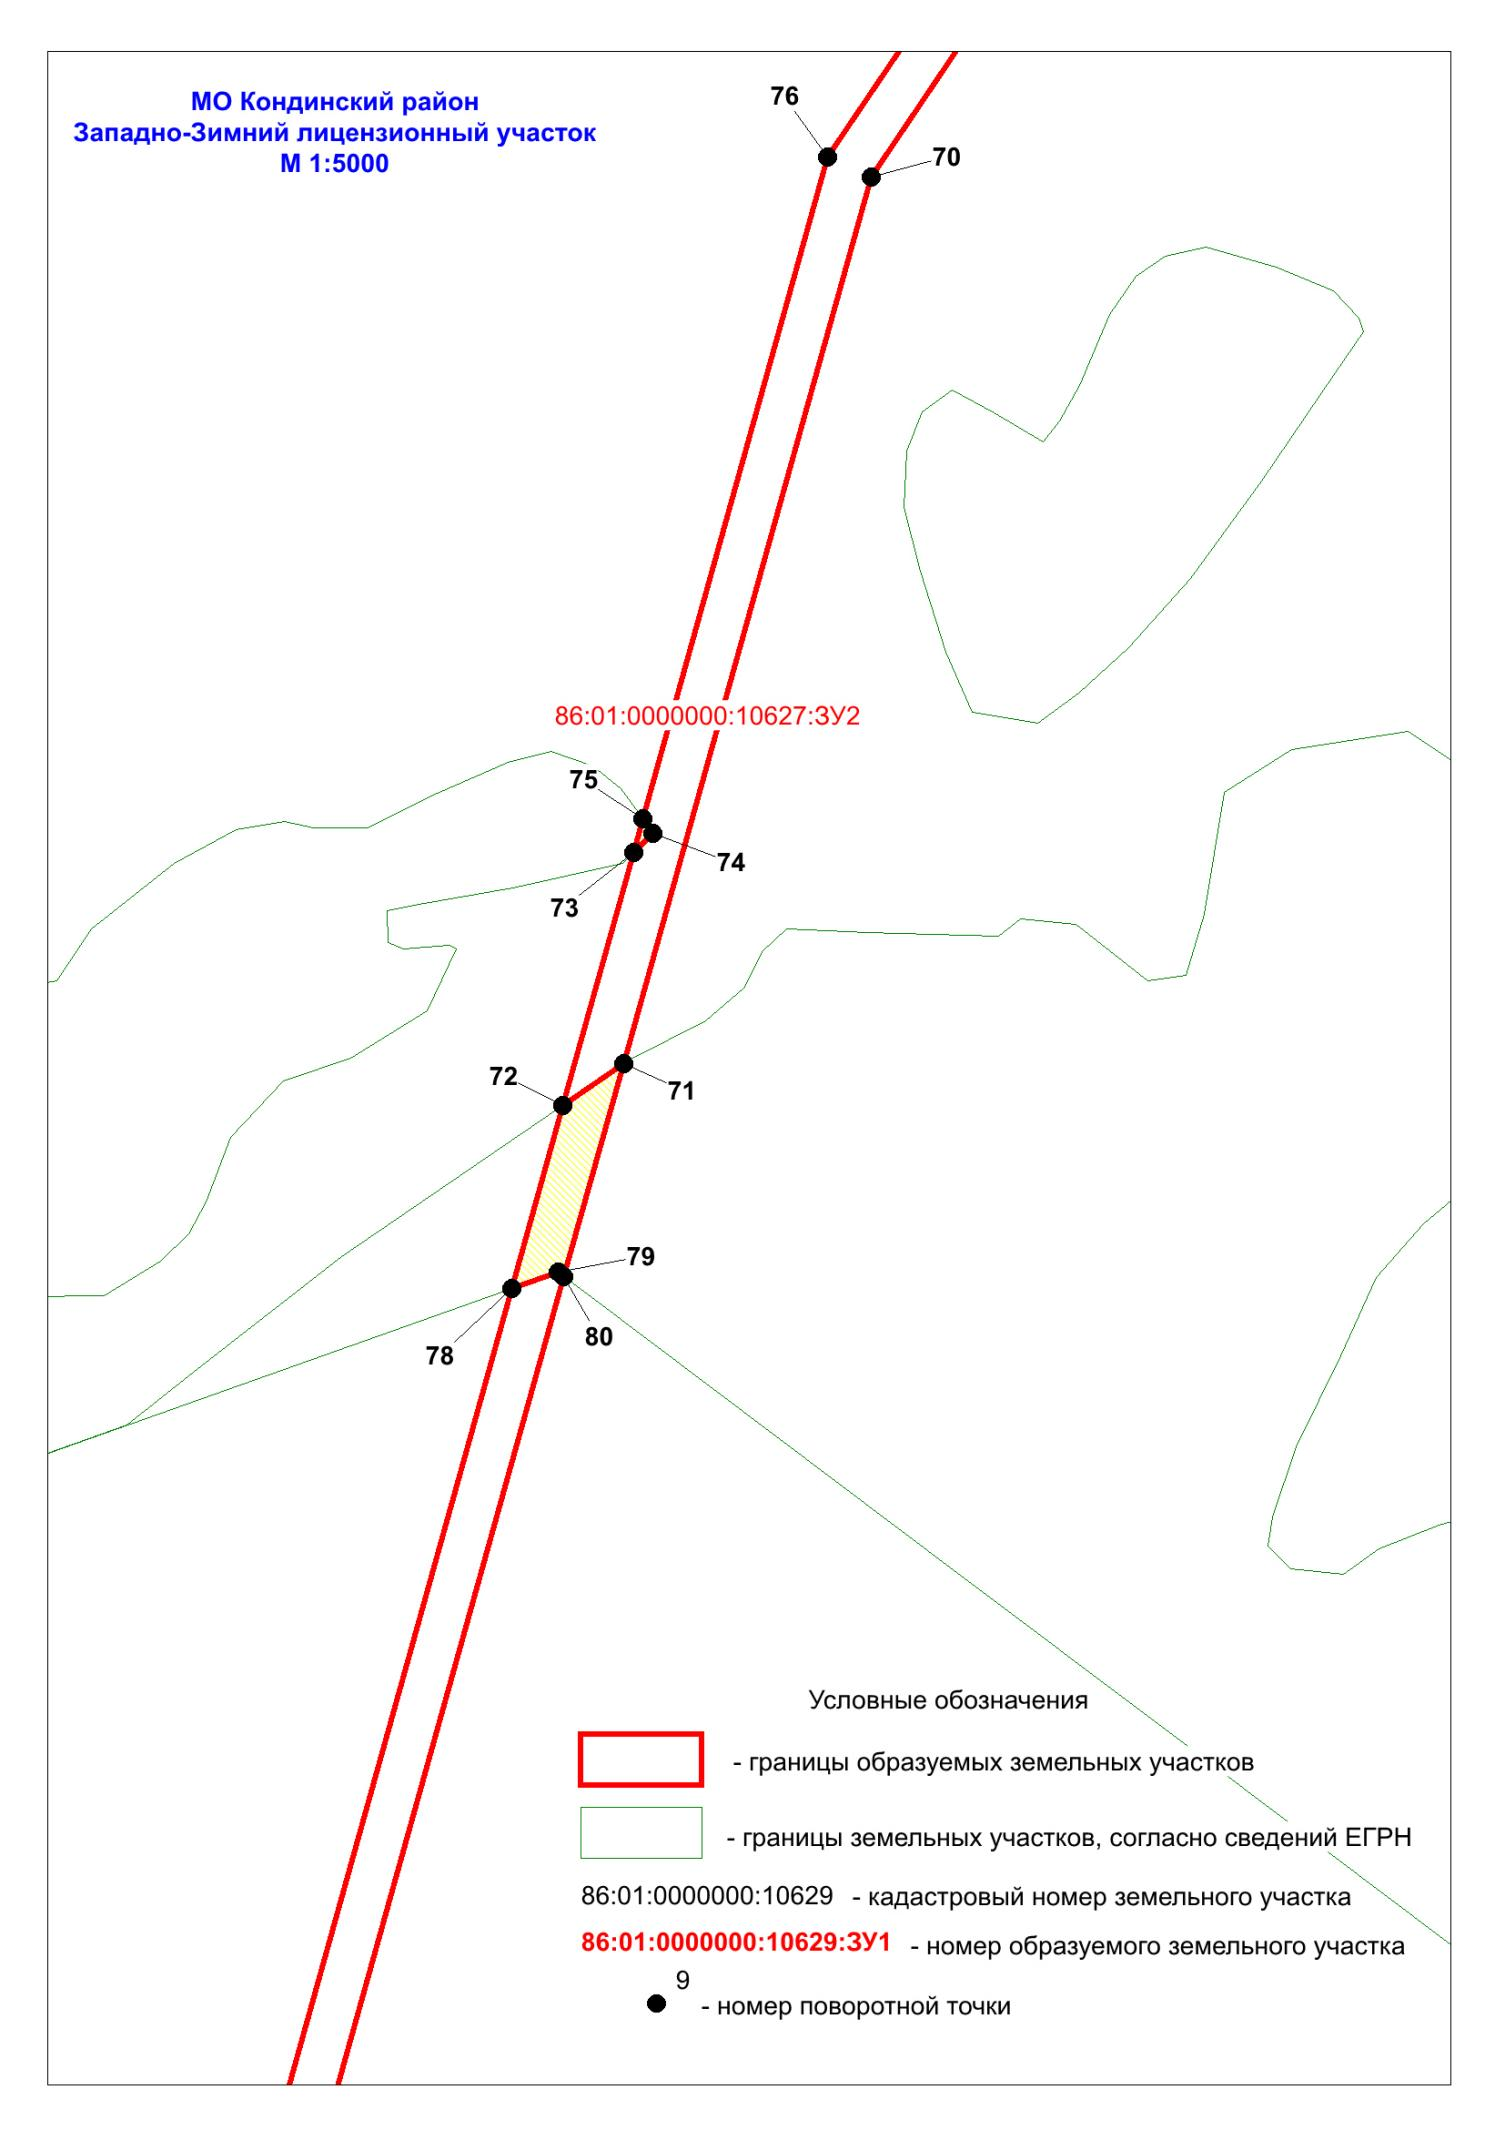 МО Кондинский район
Западно-Зимний лицензионный участок
М 1:5000
76
70
86:01:0000000:10627:ЗУ2
75
74
73
72
71
79
80
78
Условные обозначения
- границы образуемых земельных участков
- границы земельных участков, согласно сведений ЕГРН
86:01:0000000:10629 - кадастровый номер земельного участка
86:01:0000000:10629:ЗУ1 - номер образуемого земельного участка
9
- номер поворотной точки